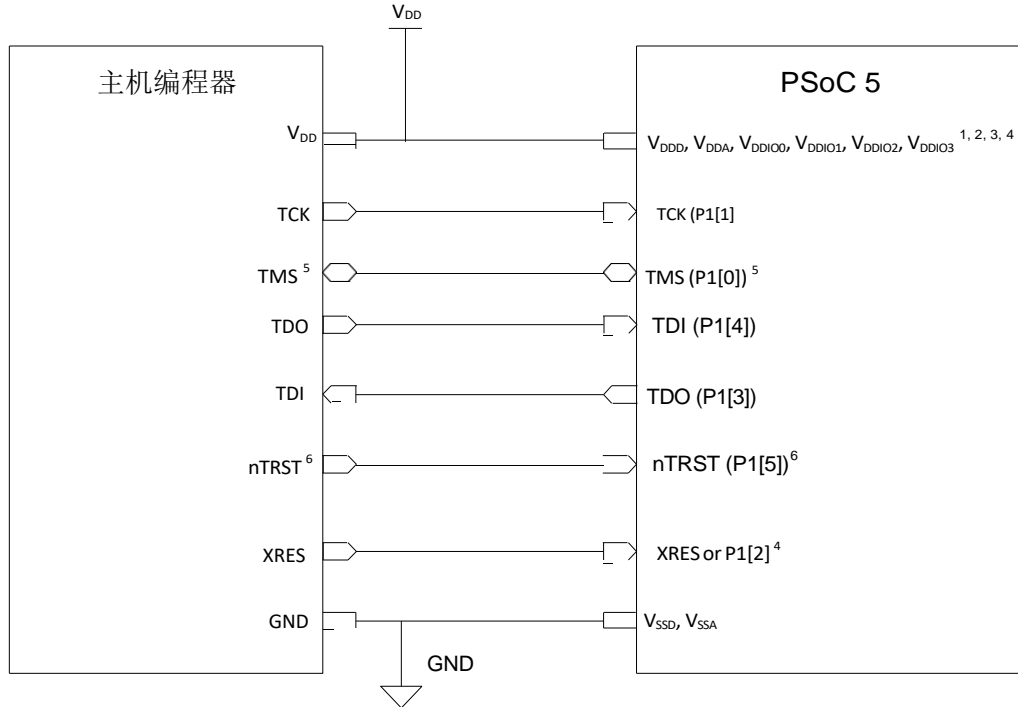 VDD
主机编程器
PSoC 5
VDD
VDDD, VDDA, VDDIO0, VDDIO1, VDDIO2, VDDIO3 1, 2, 3, 4
TCK
TCK (P1[1]
TMS 5
TMS (P1[0]) 5
TDO
TDI (P1[4])
TDI
TDO (P1[3])
nTRST 6
nTRST (P1[5]) 6
XRES
XRES or P1[2] 4
GND
VSSD, VSSA
GND